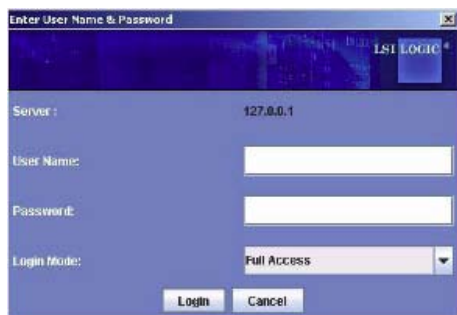 Enter User Name & Password
LSI LOGIC
Server : 127.0.0.1
User Name:
Password:
Login Mode: Full Access
Login Cancel